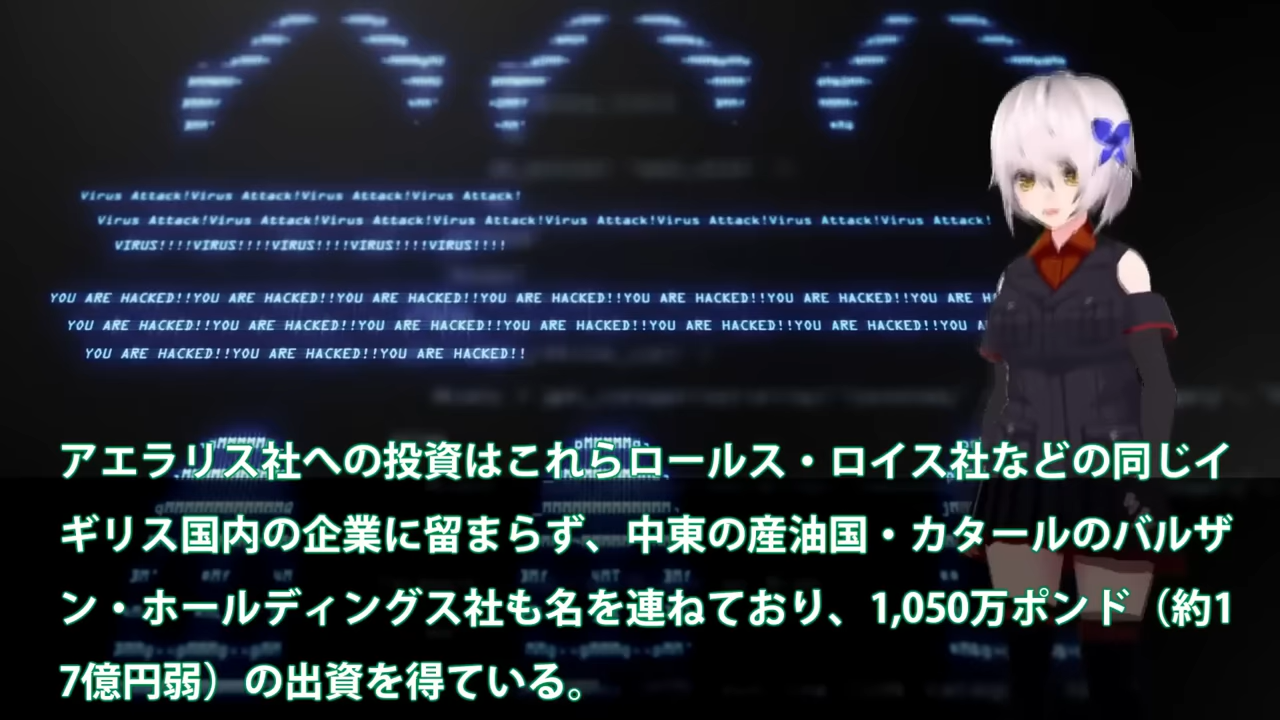 Virus Attack!Virus Attack!Virus Attack!Virus Attack!
Virus Attack!Virus Attack!Virus Attack!Virus Attack!Virus Attack!Virus Attack!Virus Attack!Virus Attack!
VIRUS!!!!VIRUS!!!!VIRUS!!!!VIRUS!!!!VIRUS!!!!
YOU ARE HACKED!!YOU ARE HACKED!!YOU ARE HACKED!!YOU ARE HACKED!!YOU ARE HACKED!!YOU ARE HACKED!!YOU ARE H
YOU ARE HACKED!!YOU ARE HACKED!!YOU ARE HACKED!!YOU ARE HACKED!!YOU ARE HACKED!!YOU ARE HACKED!!YOU A
YOU ARE HACKED!!YOU ARE HACKED!!YOU ARE HACKED!!
アエラリス社への投資はこれらロールス・ロイス社などの同じイ
ギリス国内の企業に留まらず、中東の産油国・カタールのバルザ
ン・ホールディングス社も名を連ねており、1,050万ポンド（約1
7億円弱）の出資を得ている。